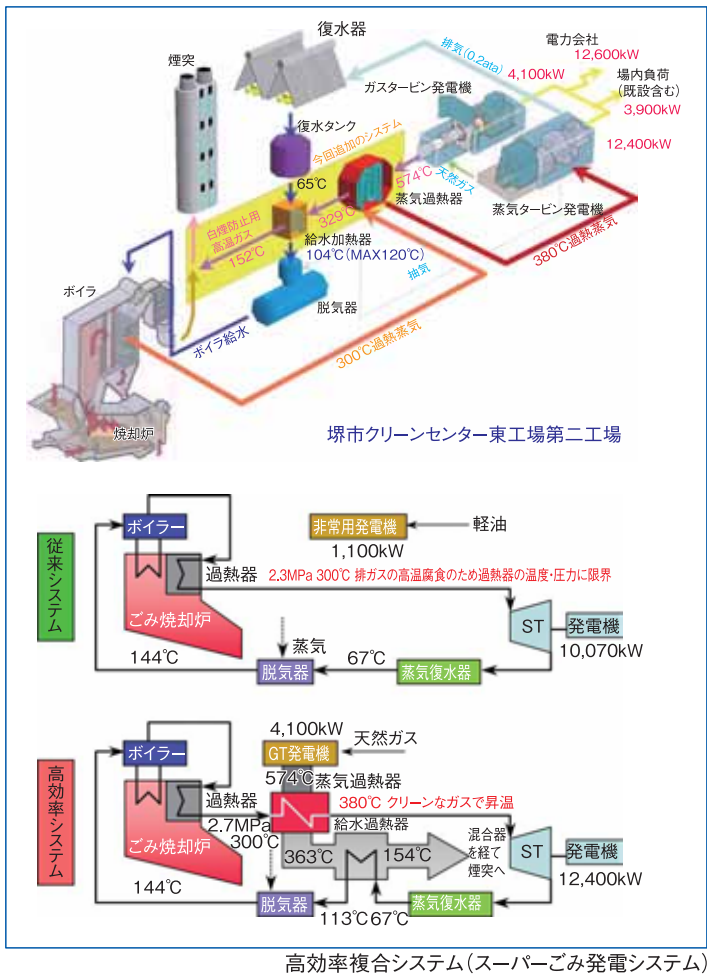 復水器
電力会社
12,600kW
排気(0.2ata)
煙突
ガスタービン発電機
4,100kW
場内負荷
(既設含む)
3,900kW
復水タンク
今回追加のシステム
12,400kW
65℃
574℃
天然ガス
蒸気過熱器
329℃
蒸気タービン発電機
白煙防止用
高温ガス
152℃
給水加熱器
104℃(MAX120℃)
380℃過熱蒸気
抽気
ボイラ
脱気器
ボイラ給水
300℃過熱蒸気
焼却炉
堺市クリーンセンター東工場第二工場
従来システム
ボイラー
非常用発電機
軽油
1,100kW
過熱器
2.3MPa 300℃ 排ガスの高温腐食のため過熱器の温度・圧力に限界
ごみ焼却炉
ST
発電機
10,070kW
蒸気
144℃
67℃
脱気器
蒸気復水器
高効率システム
4,100kW
ボイラー
GT発電機
天然ガス
574℃
蒸気過熱器
過熱器
380℃ クリーンなガスで昇温
2.7MPa
300℃
給水過熱器
ごみ焼却炉
363℃
154℃
混合器
を経て
煙突へ
ST
発電機
12,400kW
144℃
脱気器
113℃
67℃
蒸気復水器
高効率複合システム(スーパーごみ発電システム)